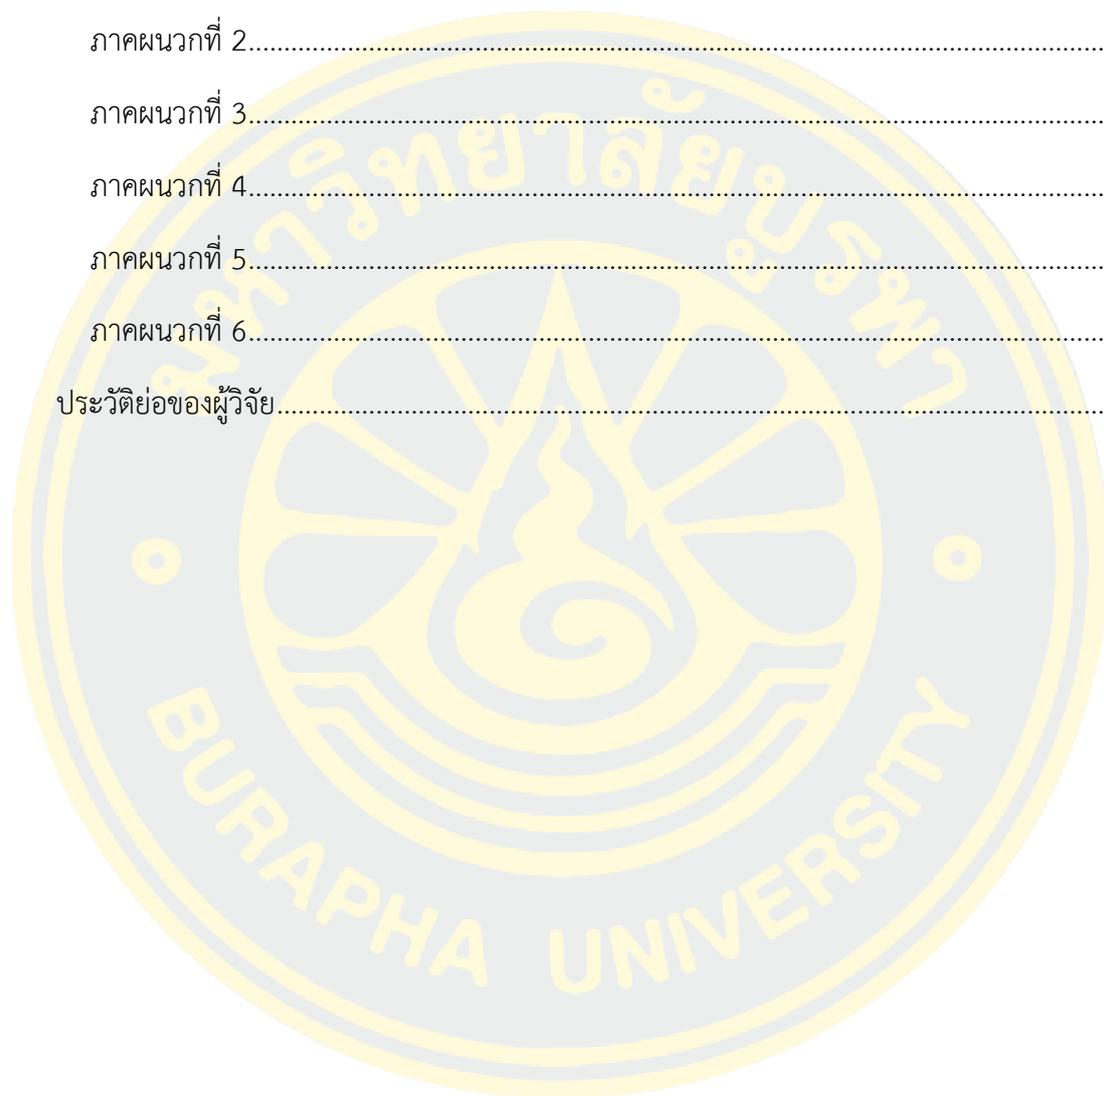 ภาคผนวกที่ 2........................................................................................................................
ภาคผนวกที่ 3........................................................................................................................
ภาคผนวกที่ 4........................................................................................................................
ภาคผนวกที่ 5........................................................................................................................
ภาคผนวกที่ 6........................................................................................................................
ประวัติย่อของผู้วิจัย....................................................................................................................
มหาวิทยาลัยบูรพา
BURAPHA UNIVERSITY